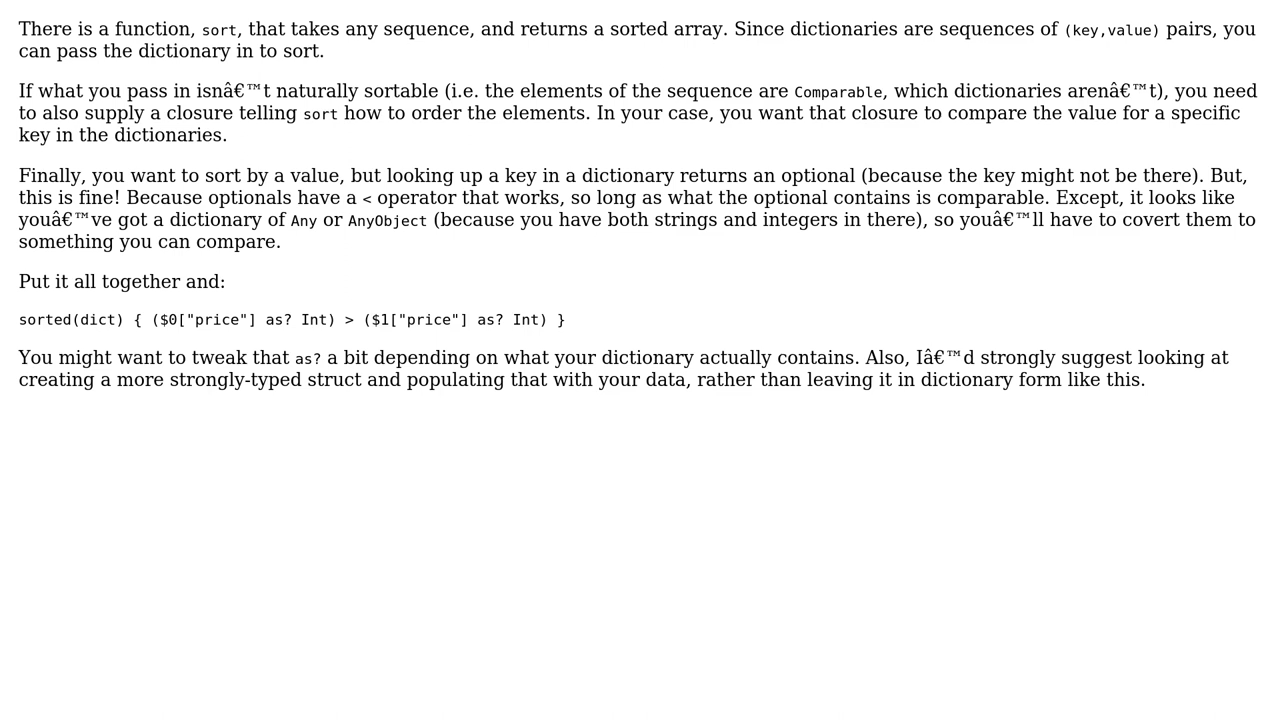 There is a function, sort, that takes any sequence, and returns a sorted array. Since dictionaries are sequences of (key,value) pairs, you
can pass the dictionary in to sort.
If what you pass in isnâ€™t naturally sortable (i.e. the elements of the sequence are Comparable, which dictionaries arenâ€™t), you need
to also supply a closure telling sort how to order the elements. In your case, you want that closure to compare the value for a specific
key in the dictionaries.
Finally, you want to sort by a value, but looking up a key in a dictionary returns an optional (because the key might not be there). But,
this is fine! Because optionals have a < operator that works, so long as what the optional contains is comparable. Except, it looks like
youâ€™ve got a dictionary of Any or AnyObject (because you have both strings and integers in there), so youâ€™ll have to covert them to
something you can compare.
Put it all together and:
sorted(dict) { ($0["price"] as? Int) > ($1["price"] as? Int) }
You might want to tweak that as? a bit depending on what your dictionary actually contains. Also, Iâ€™d strongly suggest looking at
creating a more strongly-typed struct and populating that with your data, rather than leaving it in dictionary form like this.